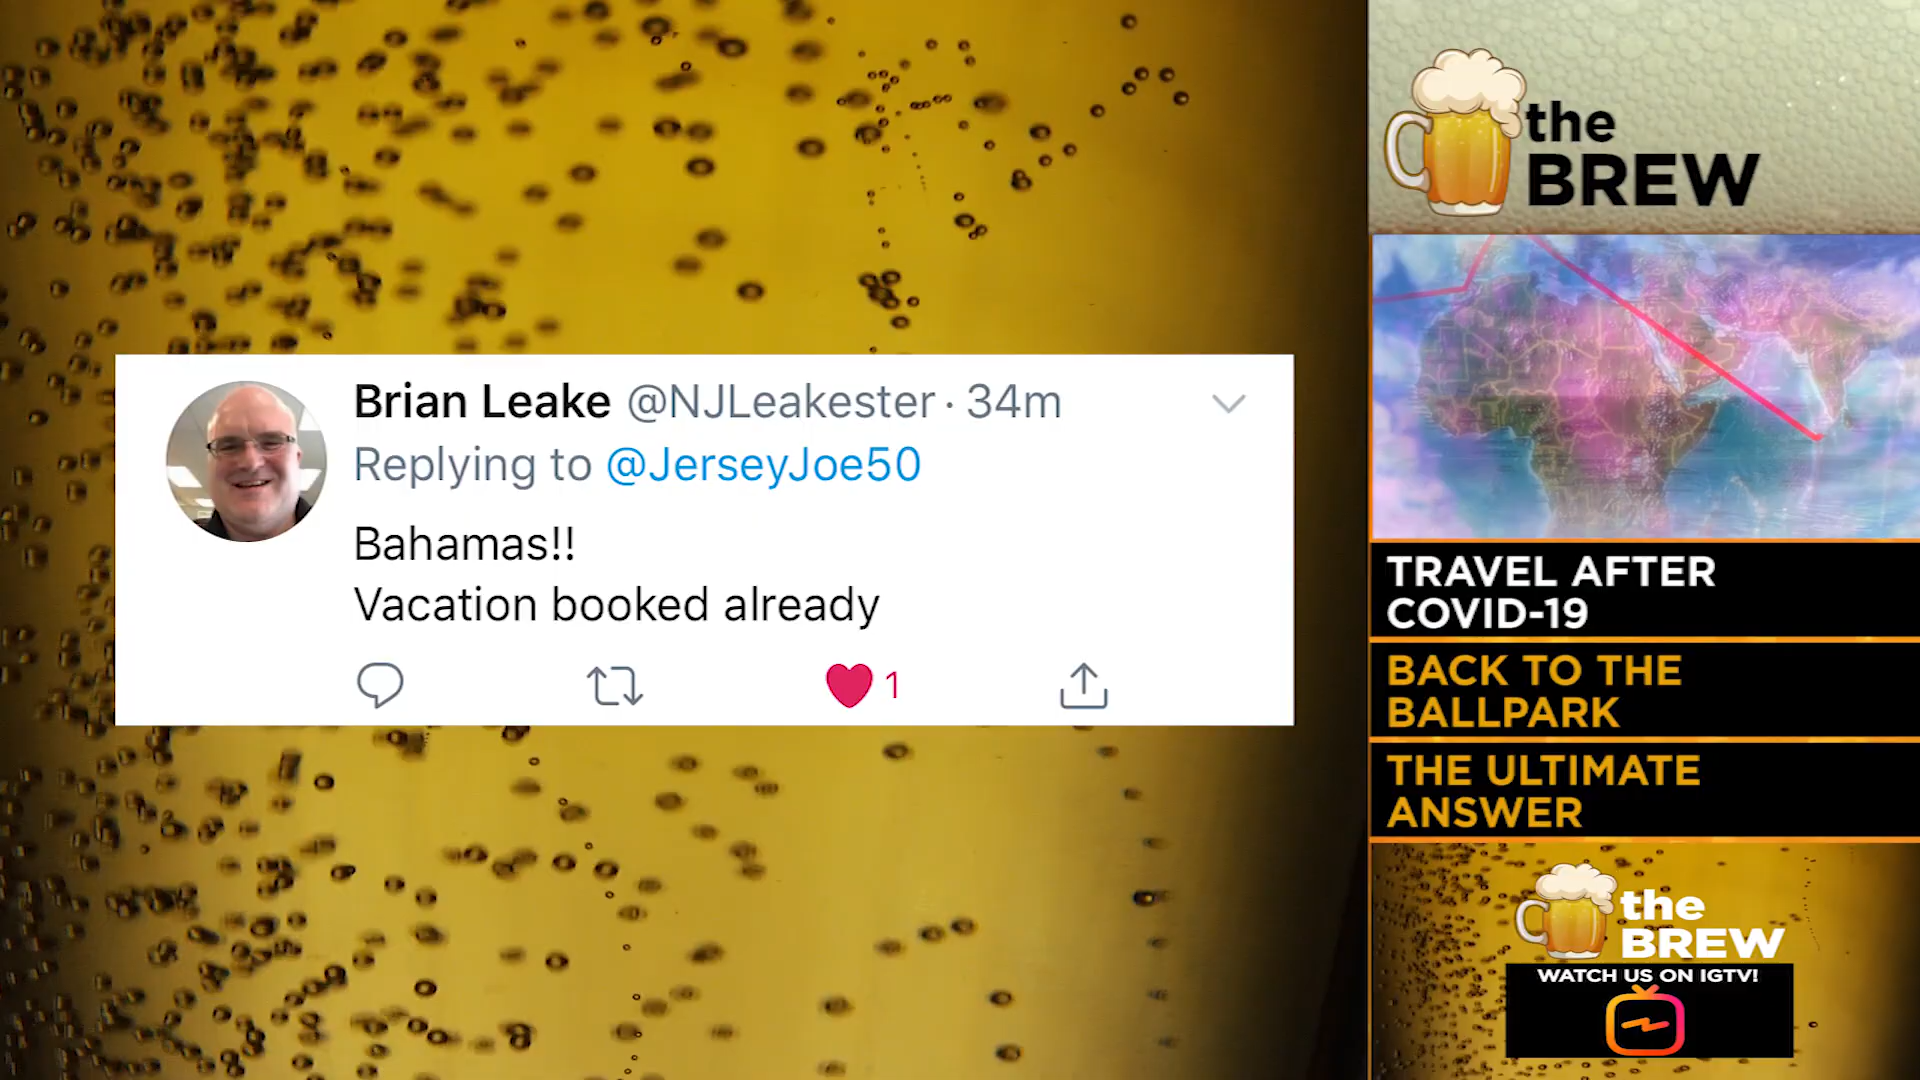 Brian Leake @NJLeakester · 34m
Replying to @JerseyJoe50
Bahamas!!
Vacation booked already
1
the
BREW
TRAVEL AFTER
COVID-19
BACK TO THE
BALLPARK
THE ULTIMATE
ANSWER
the
BREW
WATCH US ON IGTV!